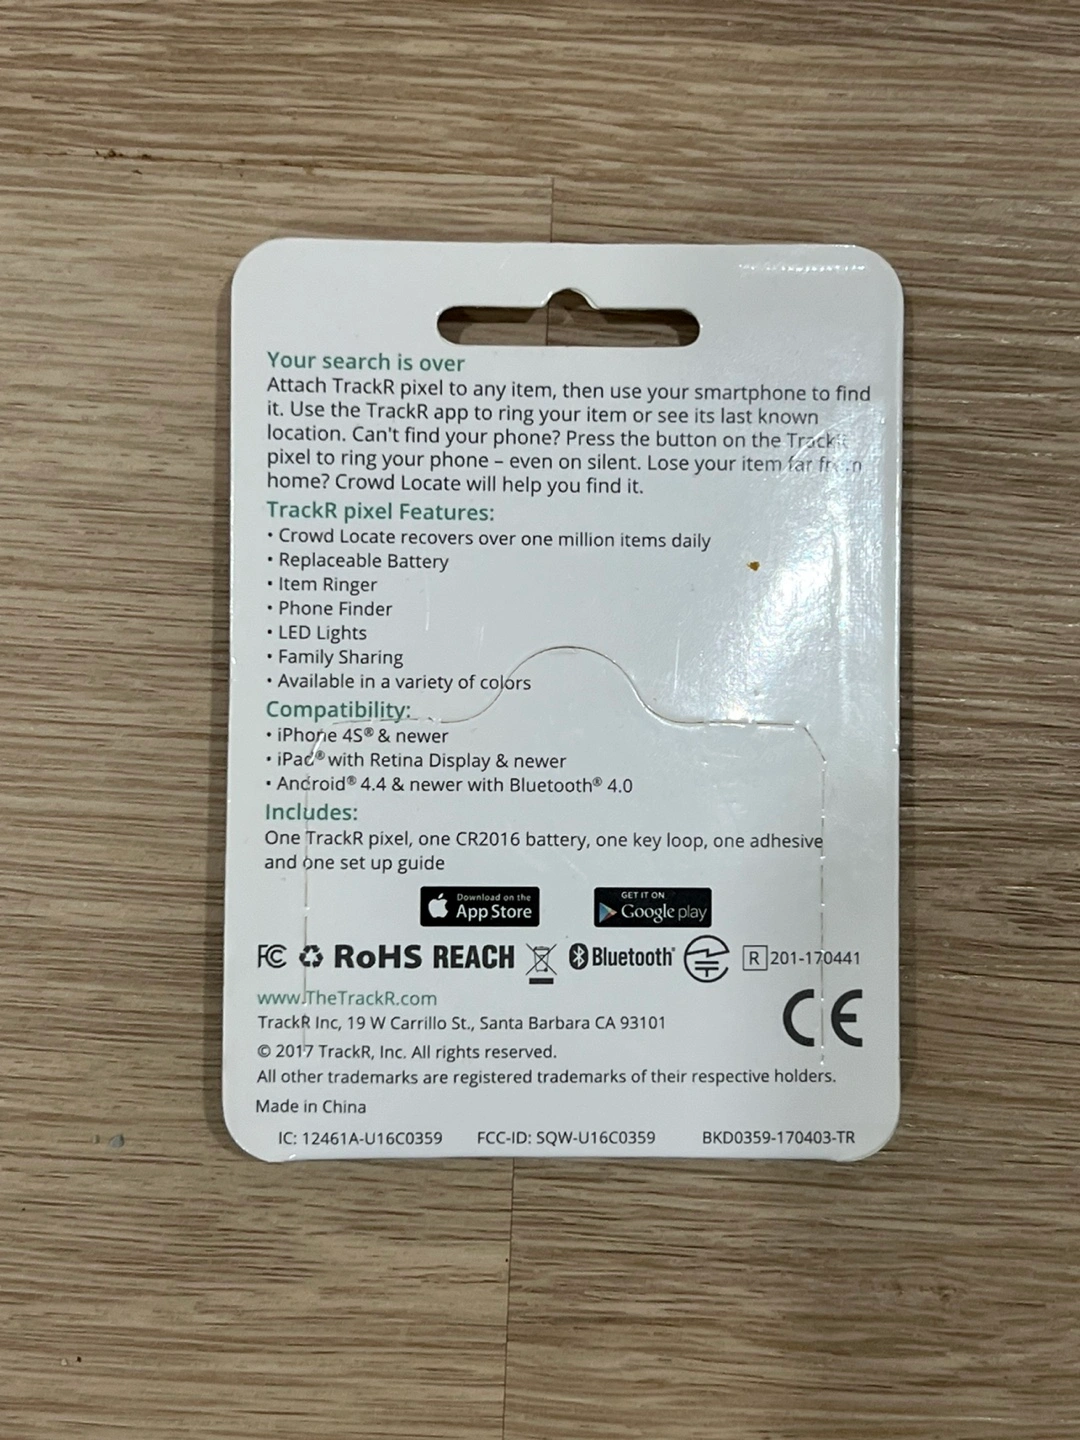 Your search is over
Attach TrackR pixel to any item, then use your smartphone to find
it. Use the TrackR app to ring your item or see its last known
location. Can't find your phone? Press the button on the TrackR
pixel to ring your phone – even on silent. Lose your item far from
home? Crowd Locate will help you find it.
TrackR pixel Features:
• Crowd Locate recovers over one million items daily
• Replaceable Battery
• Item Ringer
• Phone Finder
• LED Lights
• Family Sharing
• Available in a variety of colors
Compatibility:
• iPhone 4S® & newer
• iPad® with Retina Display & newer
• Android® 4.4 & newer with Bluetooth® 4.0
Includes:
One TrackR pixel, one CR2016 battery, one key loop, one adhesive
and one set up guide
Download on the
App Store
GET IT ON
Google play
FC RoHS REACH Bluetooth® R 201-170441
www.TheTrackR.com
TrackR Inc, 19 W Carrillo St., Santa Barbara CA 93101
CE
© 2017 TrackR, Inc. All rights reserved.
All other trademarks are registered trademarks of their respective holders.
Made in China
IC: 12461A-U16C0359 FCC-ID: SQW-U16C0359 BKD0359-170403-TR